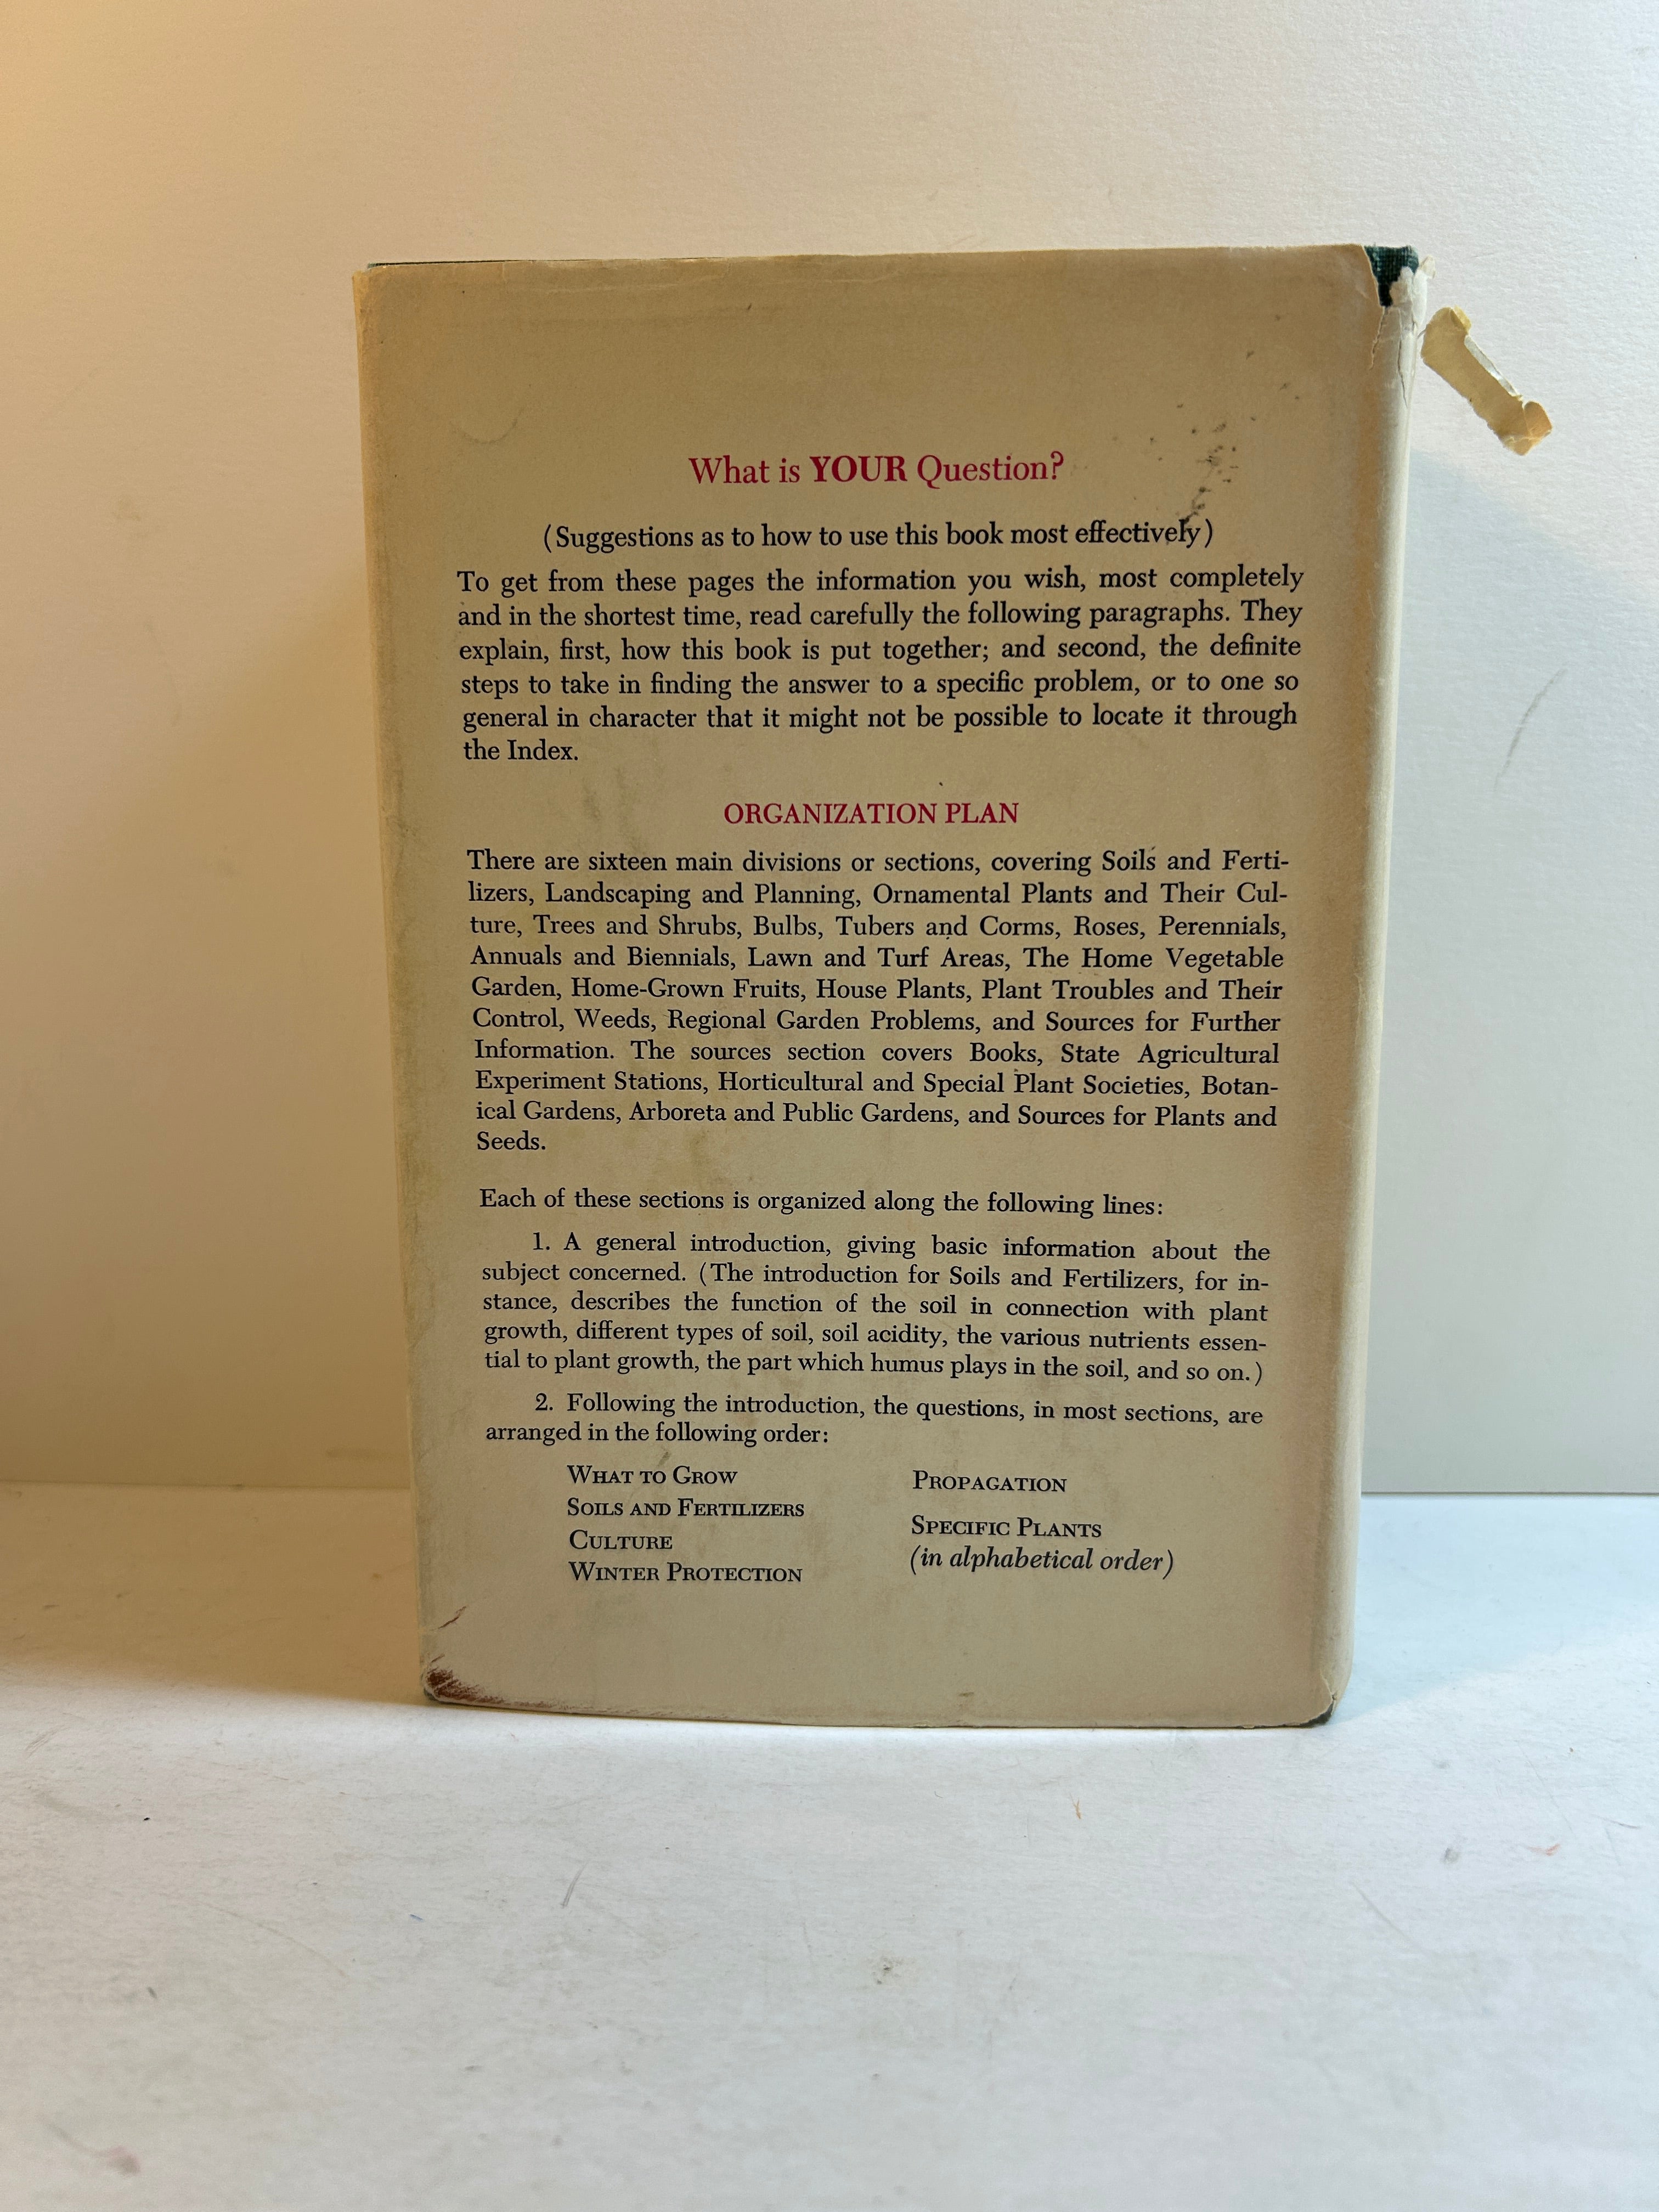 What is YOUR Question?
(Suggestions as to how to use this book most effectively)
To get from these pages the information you wish, most completely
and in the shortest time, read carefully the following paragraphs. They
explain, first, how this book is put together; and second, the definite
steps to take in finding the answer to a specific problem, or to one so
general in character that it might not be possible to locate it through
the Index.
ORGANIZATION PLAN
There are sixteen main divisions or sections, covering Soils and Ferti-
lizers, Landscaping and Planning, Ornamental Plants and Their Cul-
ture, Trees and Shrubs, Bulbs, Tubers and Corms, Roses, Perennials,
Annuals and Biennials, Lawn and Turf Areas, The Home Vegetable
Garden, Home-Grown Fruits, House Plants, Plant Troubles and Their
Control, Weeds, Regional Garden Problems, and Sources for Further
Information. The sources section covers Books, State Agricultural
Experiment Stations, Horticultural and Special Plant Societies, Botan-
ical Gardens, Arboreta and Public Gardens, and Sources for Plants and
Seeds.
Each of these sections is organized along the following lines:
1. A general introduction, giving basic information about the
subject concerned. (The introduction for Soils and Fertilizers, for in-
stance, describes the function of the soil in connection with plant
growth, different types of soil, soil acidity, the various nutrients essen-
tial to plant growth, the part which humus plays in the soil, and so on.)
2. Following the introduction, the questions, in most sections, are
arranged in the following order:
WHAT TO GROW
SOILS AND FERTILIZERS
CULTURE
WINTER PROTECTION
PROPAGATION
SPECIFIC PLANTS
(in alphabetical order)